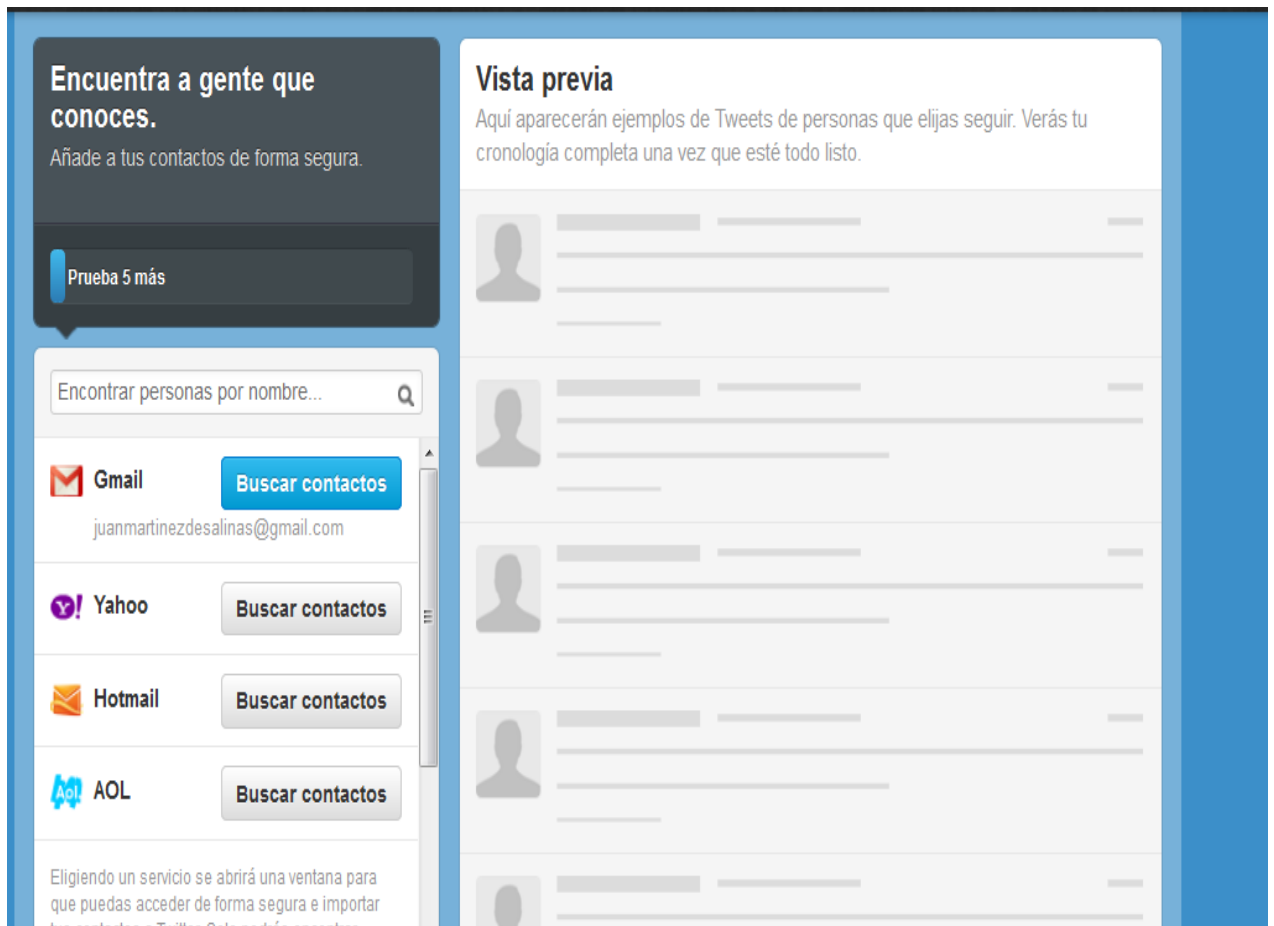 Encuentra a gente que
conoces.
Añade a tus contactos de forma segura.
Prueba 5 más
Encontrar personas por nombre...
Gmail
Buscar contactos
juanmartinezdesalinas@gmail.com
Yahoo
Buscar contactos
Hotmail
Buscar contactos
Aol
AOL
Buscar contactos
Eligiendo un servicio se abrirá una ventana para
que puedas acceder de forma segura e importar
Vista previa
Aquí aparecerán ejemplos de Tweets de personas que elijas seguir. Verás tu
cronología completa una vez que esté todo listo.